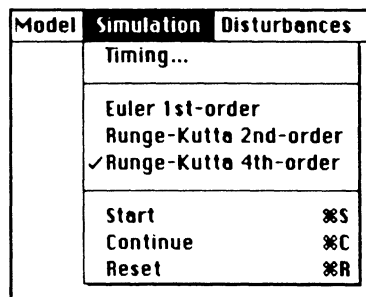 Model Simulation Disturbances
Timing...
Euler 1st-order
Runge-Kutta 2nd-order
✓Runge-Kutta 4th-order
Start ⌘S
Continue ⌘C
Reset ⌘R